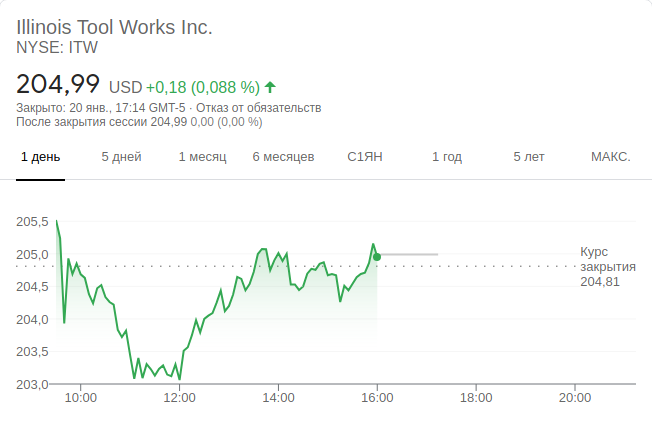 Illinois Tool Works Inc.
NYSE: ITW
204,99 USD +0,18 (0,088 %)
Закрыто: 20 янв., 17:14 GMT-5 · Отказ от обязательств
После закрытия сессии 204,99 0,00 (0,00 %)
1 день 5 дней 1 месяц 6 месяцев С1ЯН 1 год 5 лет МАКС.
205,5
205,0
204,5
204,0
203,5
203,0
Курс
закрытия
204,81
10:00 12:00 14:00 16:00 18:00 20:00